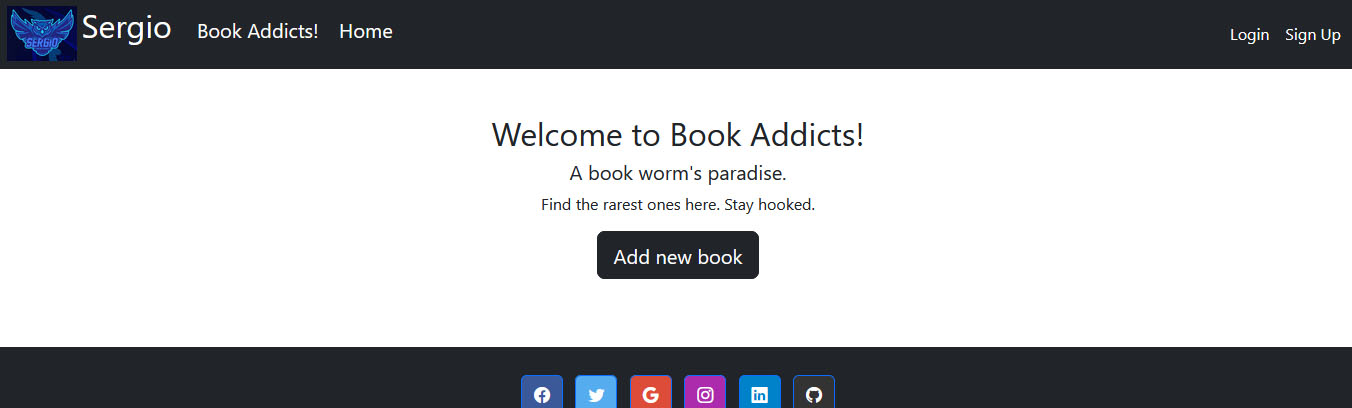 SERGIO
Sergio
Book Addicts!
Home
Login
Sign Up
Welcome to Book Addicts!
A book worm's paradise.
Find the rarest ones here. Stay hooked.
Add new book